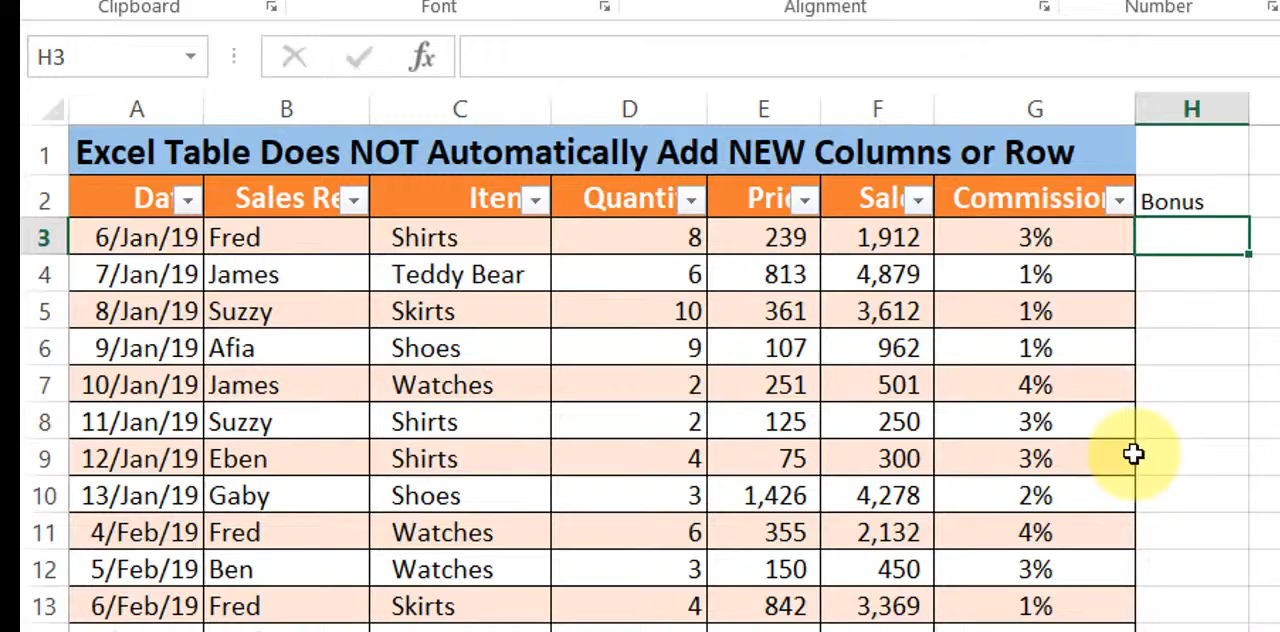 Clipboard Font Alignment Number
H3 fx
A B C D E F G H
1 Excel Table Does NOT Automatically Add NEW Columns or Row
2 Dat Sales Re Iten Quantit Pri Sal Commission Bonus
3 6/Jan/19 Fred Shirts 8 239 1,912 3%
4 7/Jan/19 James Teddy Bear 6 813 4,879 1%
5 8/Jan/19 Suzzy Skirts 10 361 3,612 1%
6 9/Jan/19 Afia Shoes 9 107 962 1%
7 10/Jan/19 James Watches 2 251 501 4%
8 11/Jan/19 Suzzy Shirts 2 125 250 3%
9 12/Jan/19 Eben Shirts 4 75 300 3%
10 13/Jan/19 Gaby Shoes 3 1,426 4,278 2%
11 4/Feb/19 Fred Watches 6 355 2,132 4%
12 5/Feb/19 Ben Watches 3 150 450 3%
13 6/Feb/19 Fred Skirts 4 842 3,369 1%